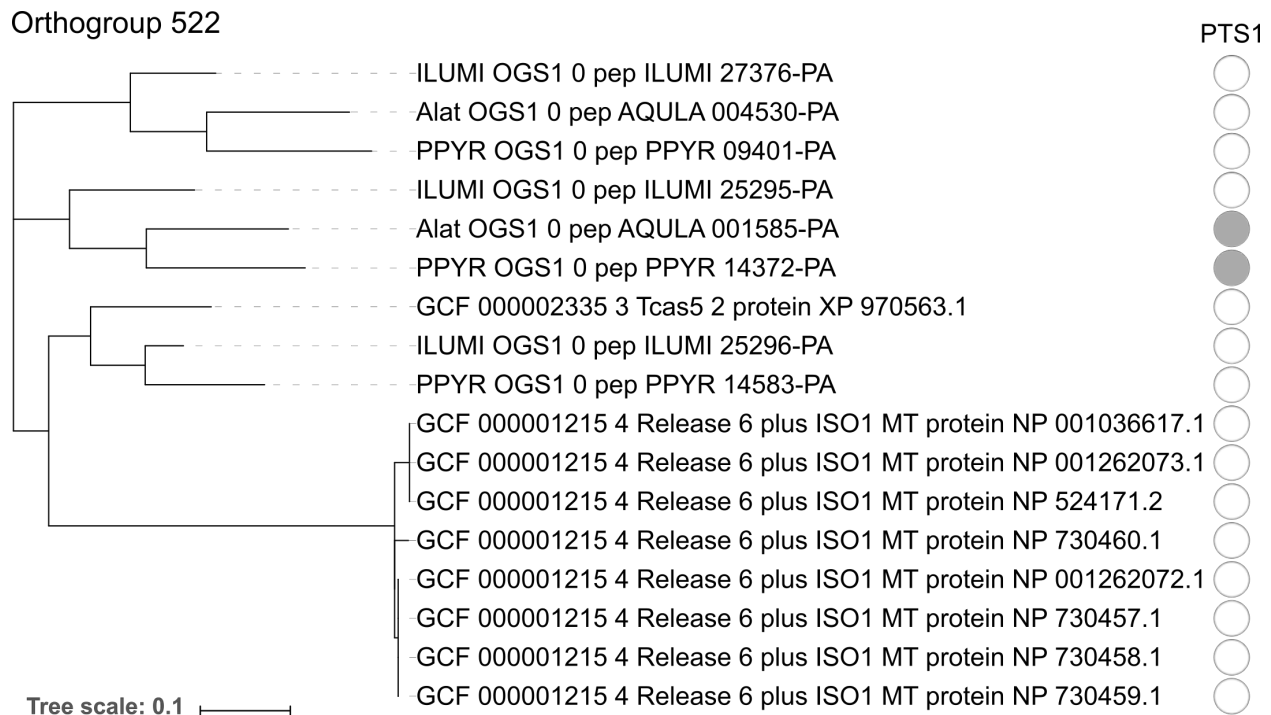 Orthogroup 522
PTS1
ILUMI OGS1 0 pep ILUMI 27376-PA
Alat OGS1 0 pep AQULA 004530-PA
PPYR OGS1 0 pep PPYR 09401-PA
ILUMI OGS1 0 pep ILUMI 25295-PA
Alat OGS1 0 pep AQULA 001585-PA
PPYR OGS1 0 pep PPYR 14372-PA
GCF 000002335 3 Tcas5 2 protein XP 970563.1
ILUMI OGS1 0 pep ILUMI 25296-PA
PPYR OGS1 0 pep PPYR 14583-PA
GCF 000001215 4 Release 6 plus ISO1 MT protein NP 001036617.1
GCF 000001215 4 Release 6 plus ISO1 MT protein NP 001262073.1
GCF 000001215 4 Release 6 plus ISO1 MT protein NP 524171.2
GCF 000001215 4 Release 6 plus ISO1 MT protein NP 730460.1
GCF 000001215 4 Release 6 plus ISO1 MT protein NP 001262072.1
GCF 000001215 4 Release 6 plus ISO1 MT protein NP 730457.1
GCF 000001215 4 Release 6 plus ISO1 MT protein NP 730458.1
GCF 000001215 4 Release 6 plus ISO1 MT protein NP 730459.1
Tree scale: 0.1